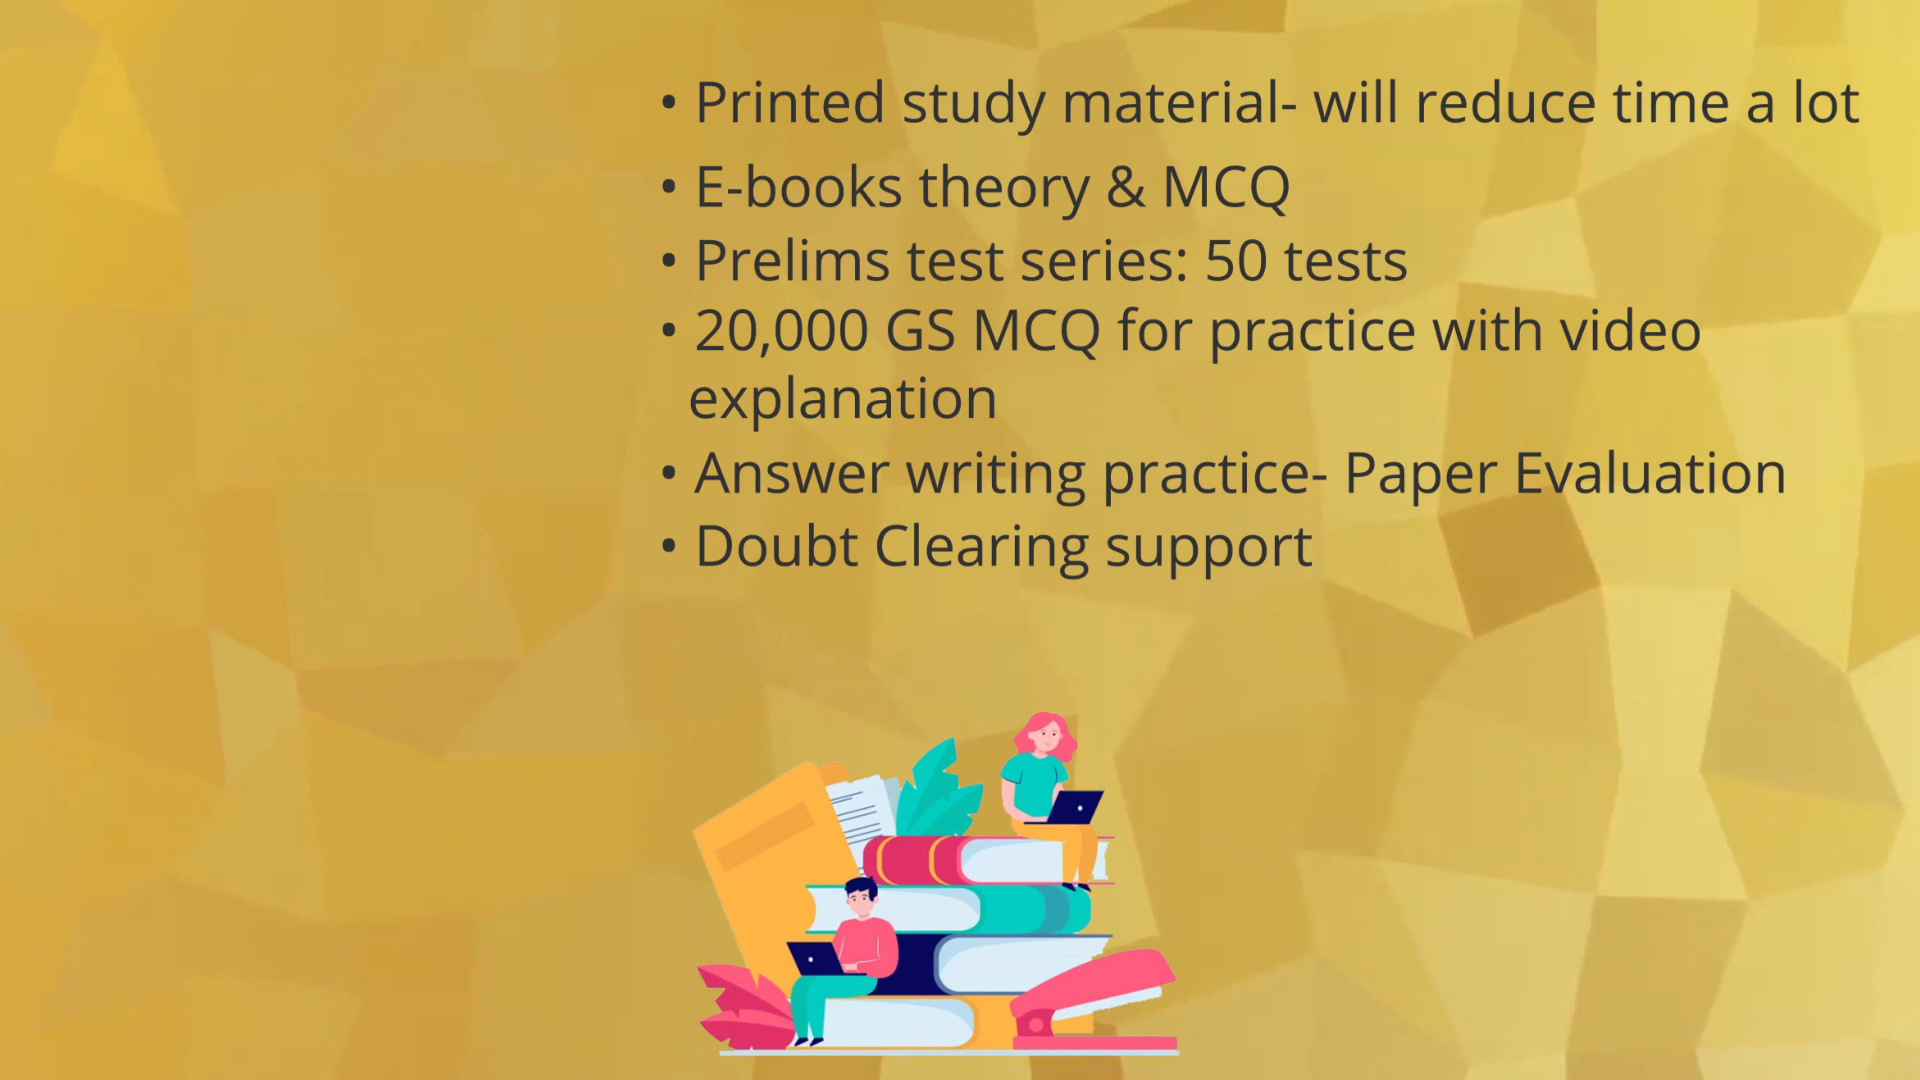 • Printed study material- will reduce time a lot
• E-books theory & MCQ
• Prelims test series: 50 tests
• 20,000 GS MCQ for practice with video
explanation
• Answer writing practice- Paper Evaluation
• Doubt Clearing support